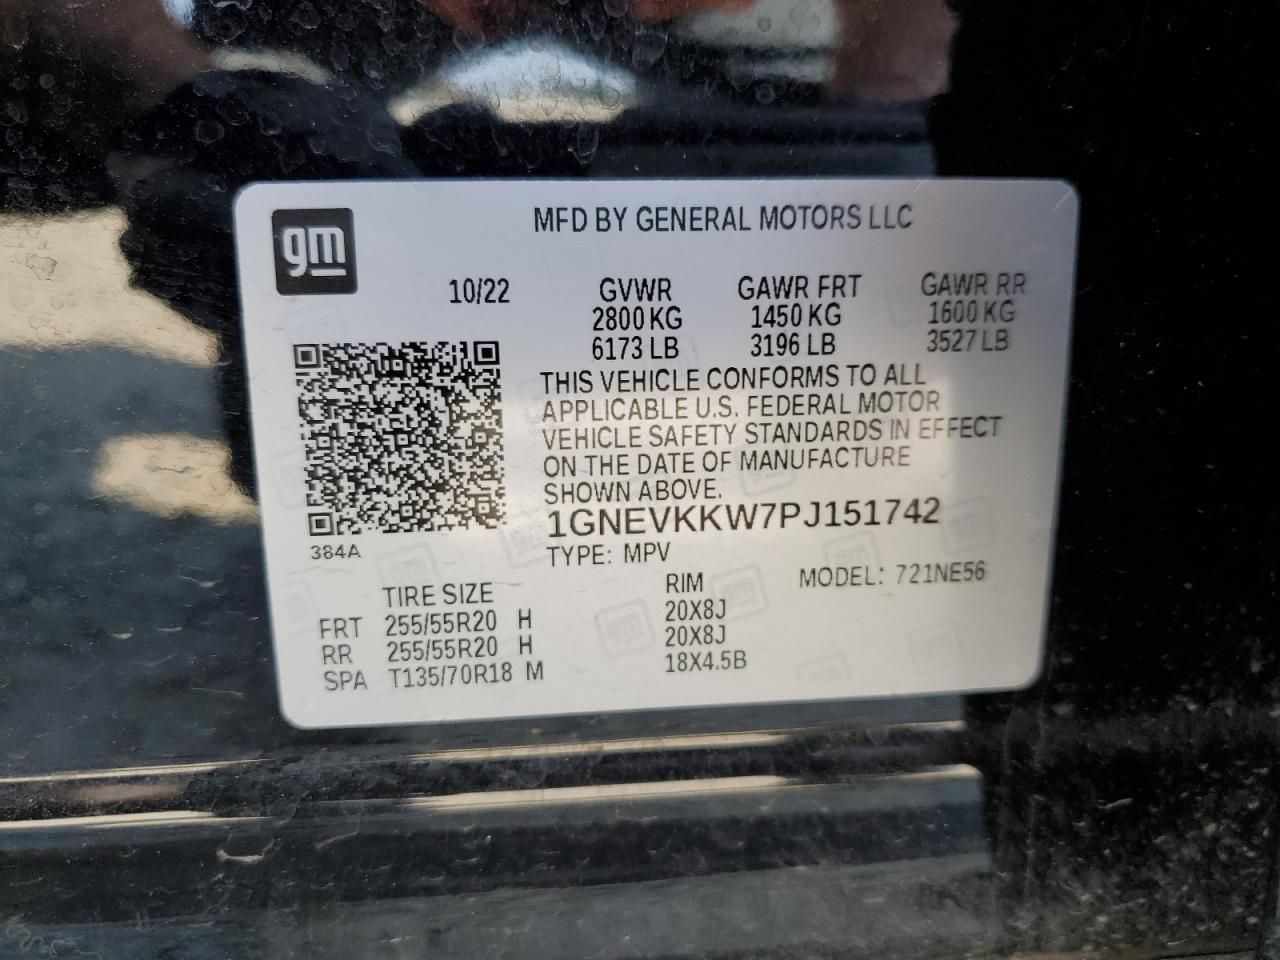 gm
MFD BY GENERAL MOTORS LLC
10/22 GVWR GAWR FRT GAWR RR
2800 KG 1450 KG 1600 KG
6173 LB 3196 LB 3527 LB
THIS VEHICLE CONFORMS TO ALL
APPLICABLE U.S. FEDERAL MOTOR
VEHICLE SAFETY STANDARDS IN EFFECT
ON THE DATE OF MANUFACTURE
SHOWN ABOVE.
1GNEVKKW7PJ151742
384A
TYPE: MPV
MODEL: 721NE56
TIRE SIZE RIM
FRT 255/55R20 H 20X8J
RR 255/55R20 H 20X8J
SPA T135/70R18 M 18X4.5B